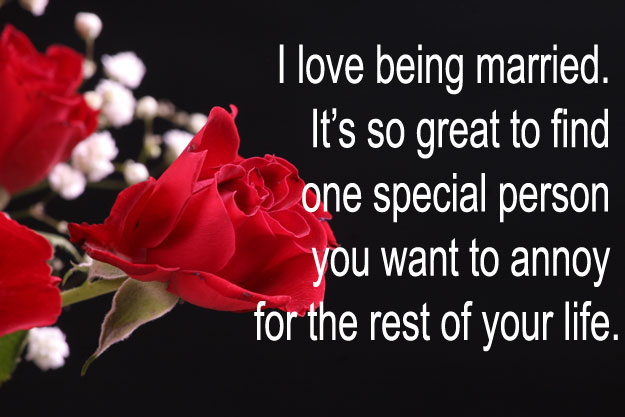 I love being married.
It's so great to find
one special person
you want to annoy
for the rest of your life.